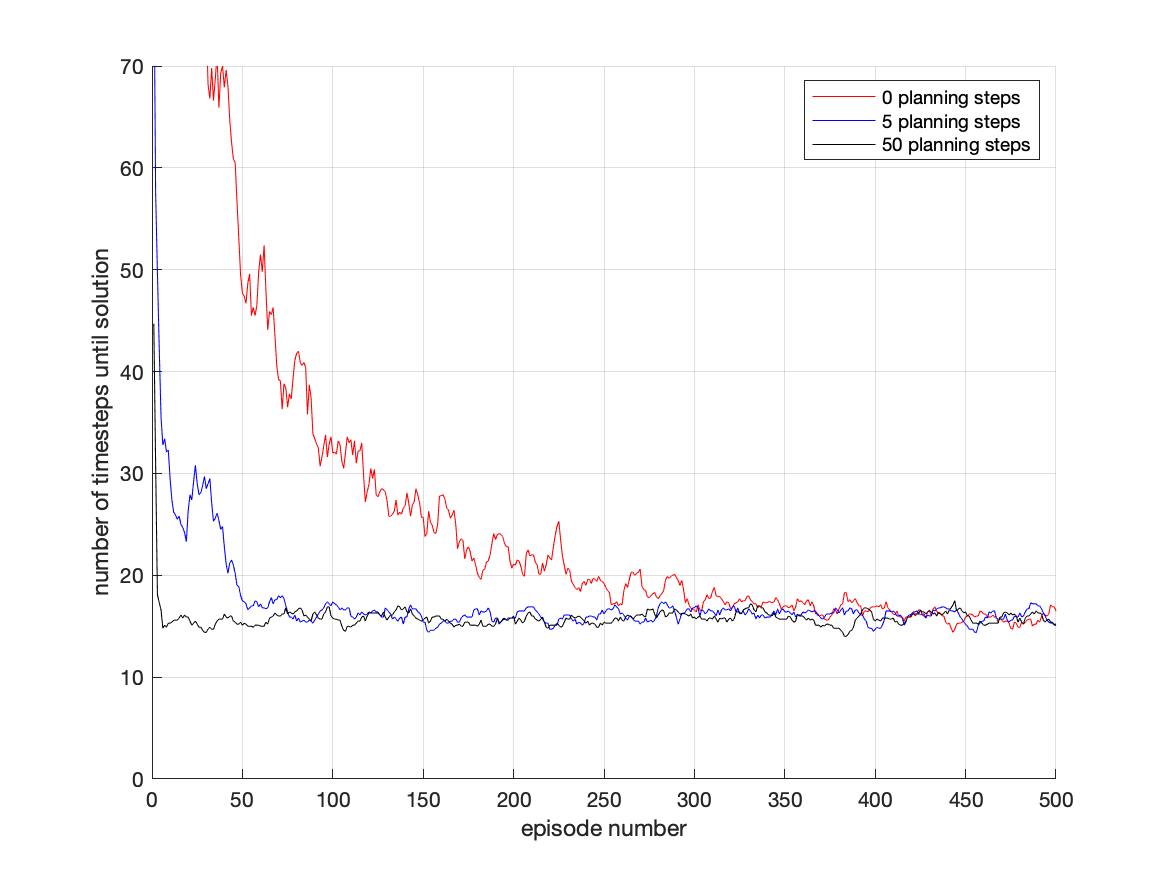 70
60
50
40
30
20
10
0
number of timesteps until solution
0 planning steps
5 planning steps
50 planning steps
0 50 100 150 200 250 300 350 400 450 500
episode number